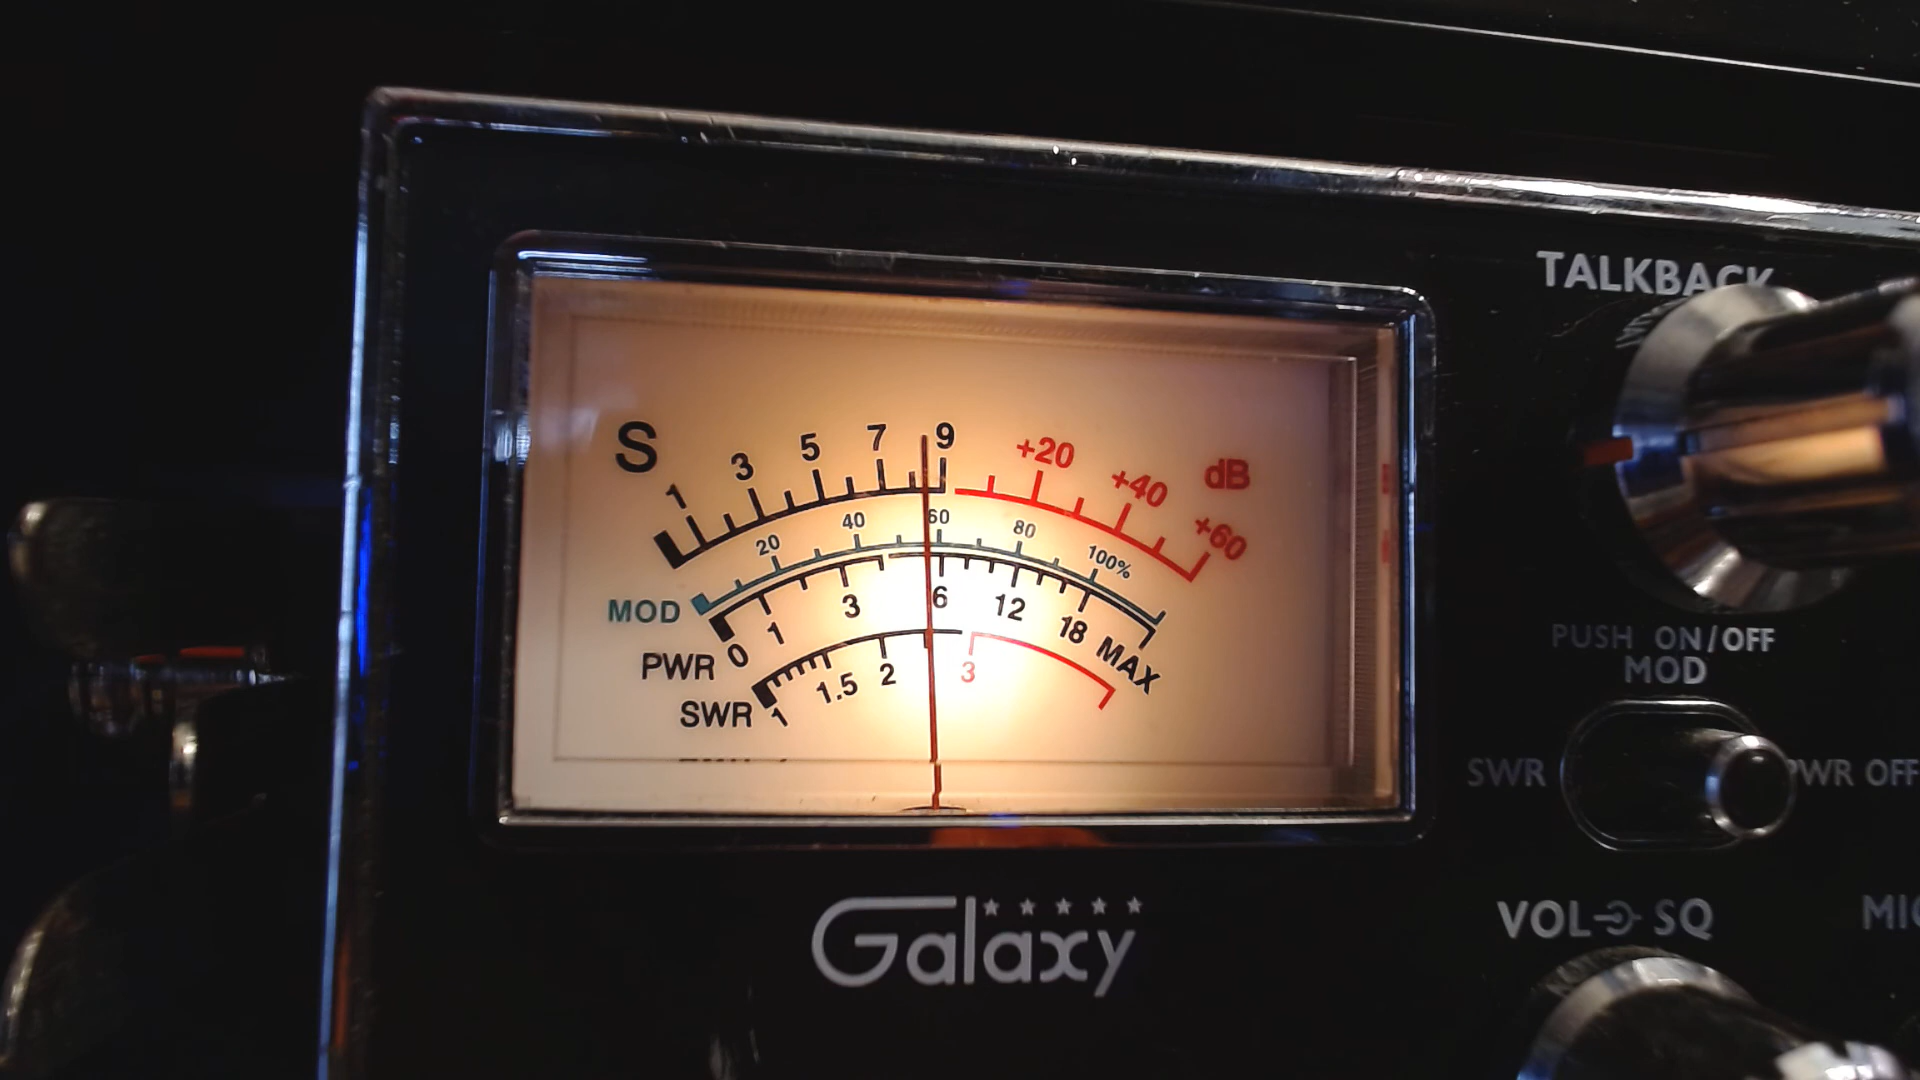 TALKBACK
S 1 3 5 7 9 +20 +40 +60 dB
MOD 20 40 60 80 100%
PWR 0 1 3 6 12 18 MAX
SWR 1 1.5 2 3
PUSH ON/OFF
MOD
SWR PWR OFF
Galaxy
VOL SQ